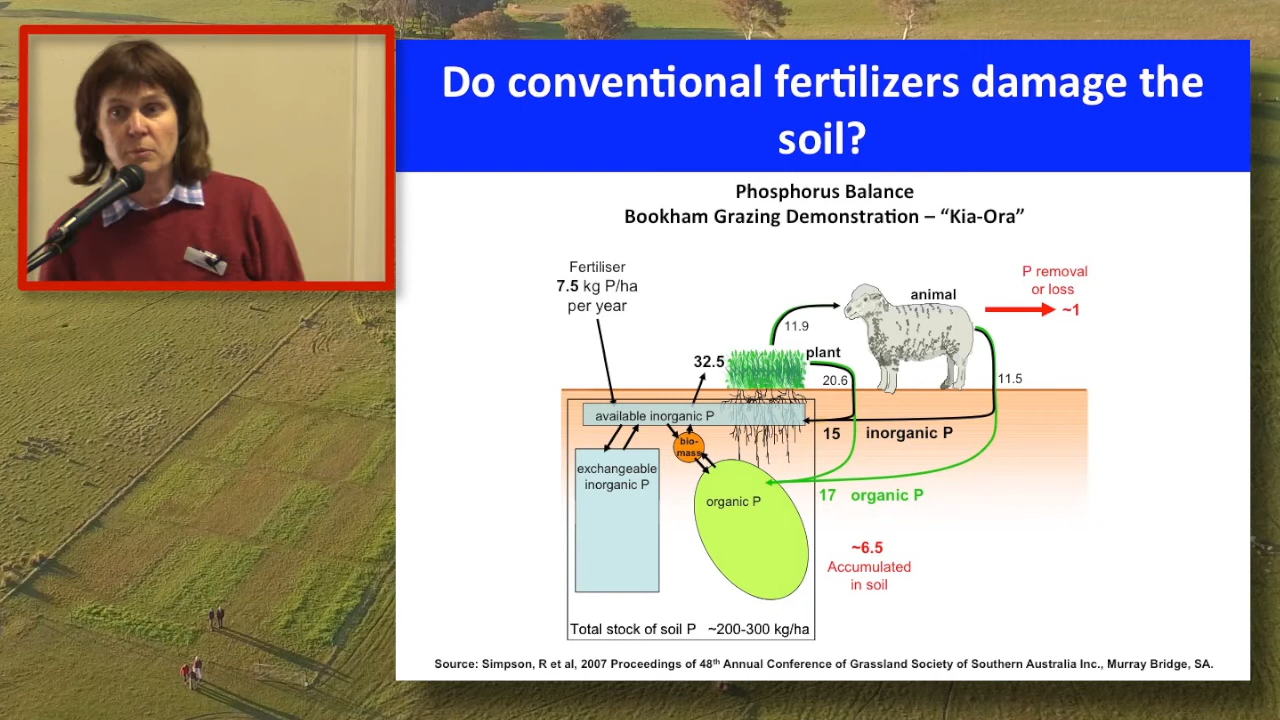 Do conventional fertilizers damage the
soil?
Phosphorus Balance
Bookham Grazing Demonstration – “Kia-Ora”
Fertiliser
7.5 kg P/ha
per year
P removal
or loss
~1
animal
11.9
plant
32.5
20.6
11.5
available inorganic P
15 inorganic P
bio-
mass
exchangeable
inorganic P
organic P
17 organic P
~6.5
Accumulated
in soil
Total stock of soil P ~200-300 kg/ha
Source: Simpson, R et al, 2007 Proceedings of 48th Annual Conference of Grassland Society of Southern Australia Inc., Murray Bridge, SA.